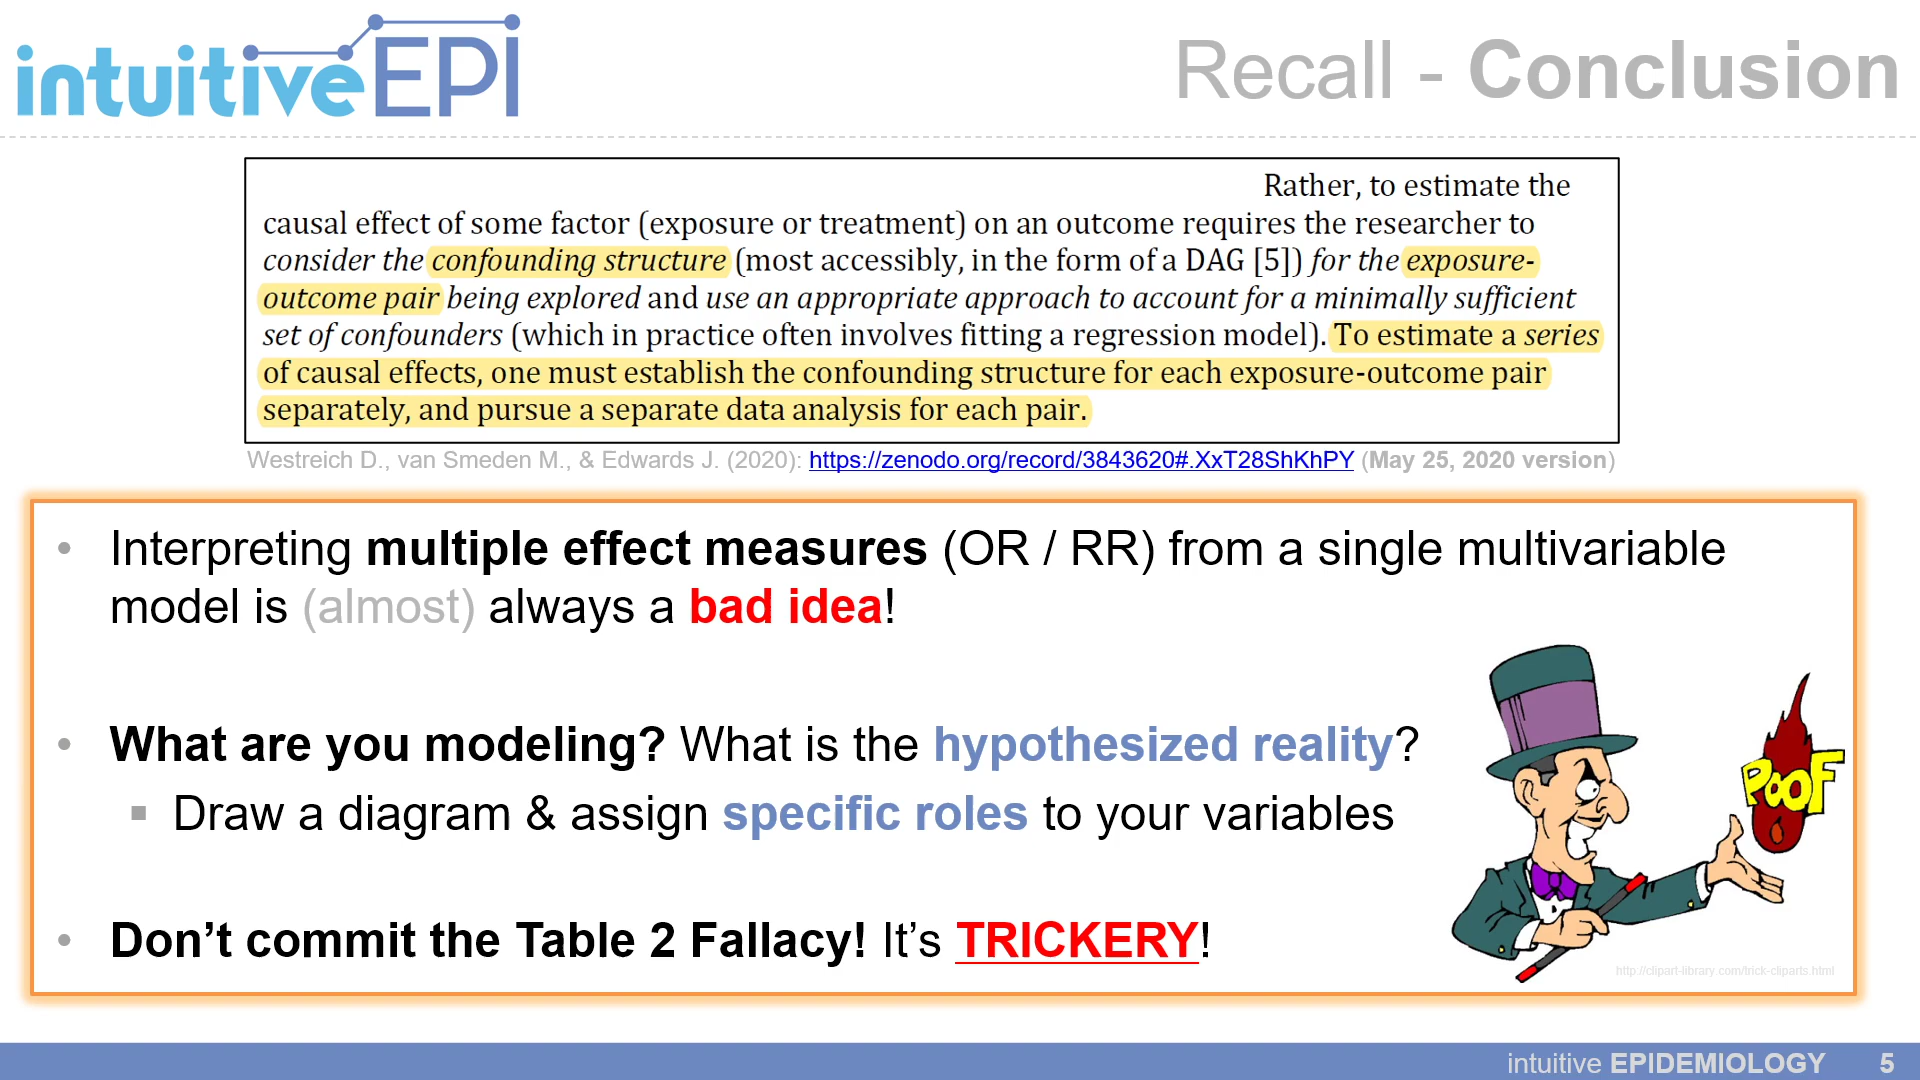 intuitiveEPI
Recall - Conclusion
Rather, to estimate the
causal effect of some factor (exposure or treatment) on an outcome requires the researcher to
consider the confounding structure (most accessibly, in the form of a DAG [5]) for the exposure-
outcome pair being explored and use an appropriate approach to account for a minimally sufficient
set of confounders (which in practice often involves fitting a regression model). To estimate a series
of causal effects, one must establish the confounding structure for each exposure-outcome pair
separately, and pursue a separate data analysis for each pair.
Westreich D., van Smeden M., & Edwards J. (2020): https://zenodo.org/record/3843620#.XxT28ShKhPY (May 25, 2020 version)
• Interpreting multiple effect measures (OR / RR) from a single multivariable
model is (almost) always a bad idea!
• What are you modeling? What is the hypothesized reality?
▪ Draw a diagram & assign specific roles to your variables
POOF
• Don’t commit the Table 2 Fallacy! It’s TRICKERY!
http://clipart-library.com/trick-cliparts.html
intuitive EPIDEMIOLOGY 5